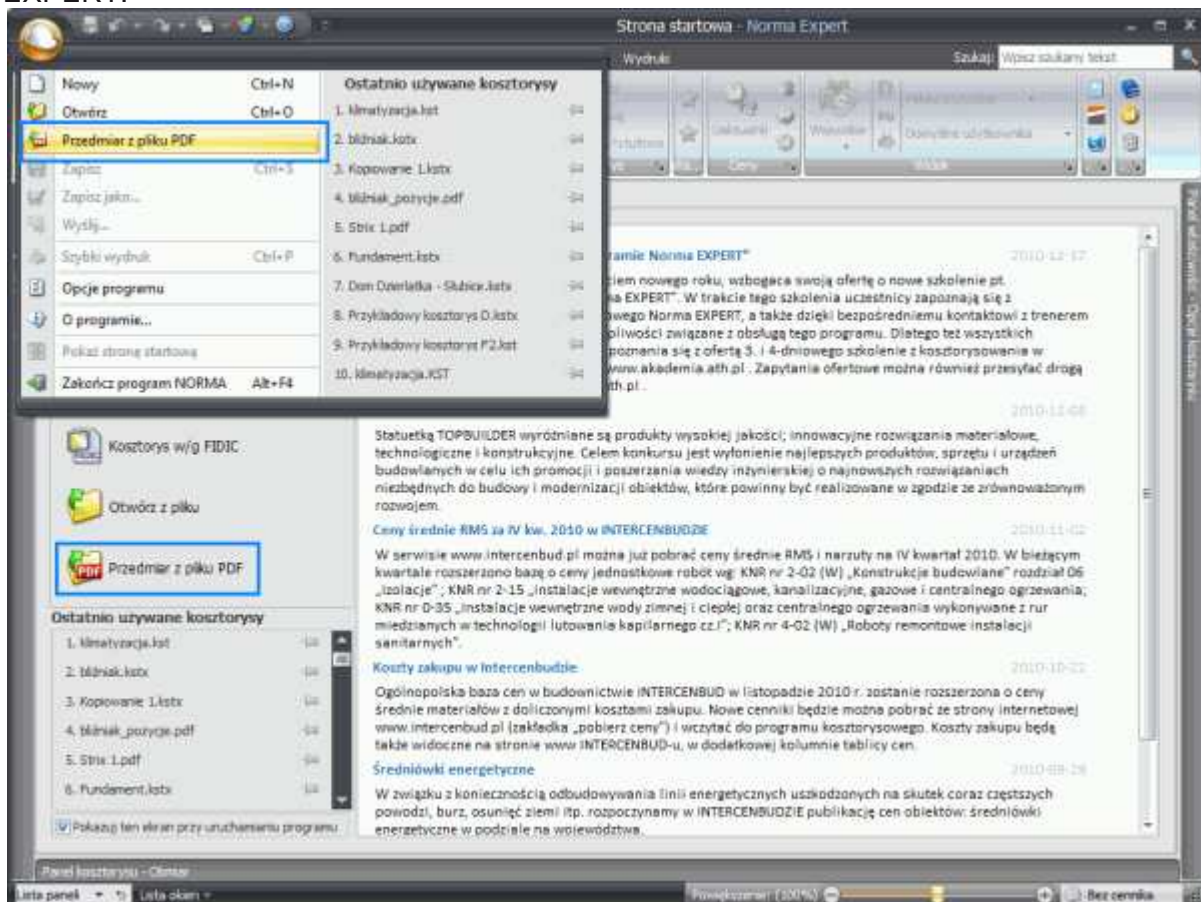 EXPERT.
Strona startowa - Norma Expert
Wydruki
Szukaj: Wpisz szukany tekst
Nowy Ctrl+N
Otwórz Ctrl+O
Przedmiar z pliku PDF
Zapisz Ctrl+S
Zapisz jako...
Wyślij...
Szybki wydruk Ctrl+P
Opcje programu
O programie...
Pokaż stronę startową
Zakończ program NORMA Alt+F4
Ostatnio używane kosztorysy
1. klimatyzacja.kst
2. bliźniak.kstx
3. Kopiowanie 1.kstx
4. bliźniak_pozycje.pdf
5. Strix 1.pdf
6. Fundament.kstx
8. Przykładowy kosztorys D.kstx
9. Przykładowy kosztorys P2.kst
10. klimatyzacja.KST
ramie Norma EXPERT" 2010-12-17
iem nowego roku, wzbogaca swoją ofertę o nowe szkolenie pt.
a EXPERT". W trakcie tego szkolenia uczestnicy zapoznają się z
owego Norma EXPERT, a także dzięki bezpośredniemu kontaktowi z trenerem
liwości związane z obsługą tego programu. Dlatego też wszystkich
poznania się z ofertą 3. i 4-dniowego szkolenie z kosztorysowania w
www.akademia.ath.pl . Zapytania ofertowe można również przesyłać drogą
th.pl .
Kosztorys w/g FIDIC
Otwórz z pliku
Przedmiar z pliku PDF
Ostatnio używane kosztorysy
1. klimatyzacja.kst
2. bliźniak.kstx
3. Kopiowanie 1.kstx
4. bliźniak_pozycje.pdf
5. Strix 1.pdf
6. Fundament.kstx
Pokazuj ten ekran przy uruchamianiu programu
Statuetką TOPBUILDER wyróżniane są produkty wysokiej jakości; innowacyjne rozwiązania materiałowe,
technologiczne i konstrukcyjne. Celem konkursu jest wyłonienie najlepszych produktów, sprzętu i urządzeń
budowlanych w celu ich promocji i poszerzania wiedzy inżynierskiej o najnowszych rozwiązaniach
niezbędnych do budowy i modernizacji obiektów, które powinny być realizowane w zgodzie ze zrównoważonym
rozwojem.
Ceny średnie RMS za IV kw. 2010 w INTERCENBUDZIE 2010-11-02
W serwisie www.intercenbud.pl można już pobrać ceny średnie RMS i narzuty na IV kwartał 2010. W bieżącym
kwartale rozszerzono bazę o ceny jednostkowe robót wg: KNR nr 2-02 (W) „Konstrukcje budowlane" rozdział 06
„Izolacje" ; KNR nr 2-15 „Instalacje wewnętrzne wodociągowe, kanalizacyjne, gazowe i centralnego ogrzewania;
KNR nr 0-35 „Instalacje wewnętrzne wody zimnej i ciepłej oraz centralnego ogrzewania wykonywane z rur
miedzianych w technologii lutowania kapilarnego cz.I"; KNR nr 4-02 (W) „Roboty remontowe instalacji
sanitarnych".
Koszty zakupu w Intercenbudzie 2010-10-22
Ogólnopolska baza cen w budownictwie INTERCENBUD w listopadzie 2010 r. zostanie rozszerzona o ceny
średnie materiałów z doliczonymi kosztami zakupu. Nowe cenniki będzie można pobrać ze strony internetowej
www.intercenbud.pl (zakładka „pobierz ceny") i wczytać do programu kosztorysowego. Koszty zakupu będą
także widoczne na stronie www INTERCENBUD-u, w dodatkowej kolumnie tablicy cen.
Średniówki energetyczne
W związku z koniecznością odbudowywania linii energetycznych uszkodzonych na skutek coraz częstszych
powodzi, burz, osunięć ziemi itp. rozpoczynamy w INTERCENBUDZIE publikację cen obiektów: średniówki
energetyczne w podziale na województwa.
Panel kosztorysu - Obmiar
Lista paneli Lista okien
Powiększenie: (100%)
Bez cennika